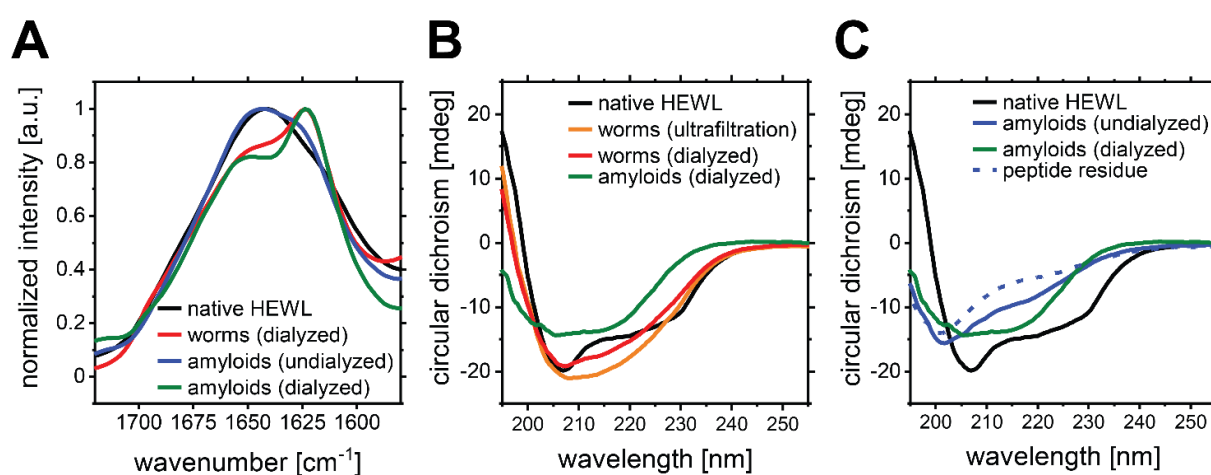 A
normalized intensity [a.u.]
1
0.8
0.6
0.4
0.2
0
native HEWL
worms (dialyzed)
amyloids (undialyzed)
amyloids (dialyzed)
1700 1675 1650 1625 1600
wavenumber [cm⁻¹]
B
circular dichroism [mdeg]
20
10
0
-10
-20
native HEWL
worms (ultrafiltration)
worms (dialyzed)
amyloids (dialyzed)
200 210 220 230 240 250
wavelength [nm]
C
circular dichroism [mdeg]
20
10
0
-10
-20
native HEWL
amyloids (undialyzed)
amyloids (dialyzed)
peptide residue
200 210 220 230 240 250
wavelength [nm]